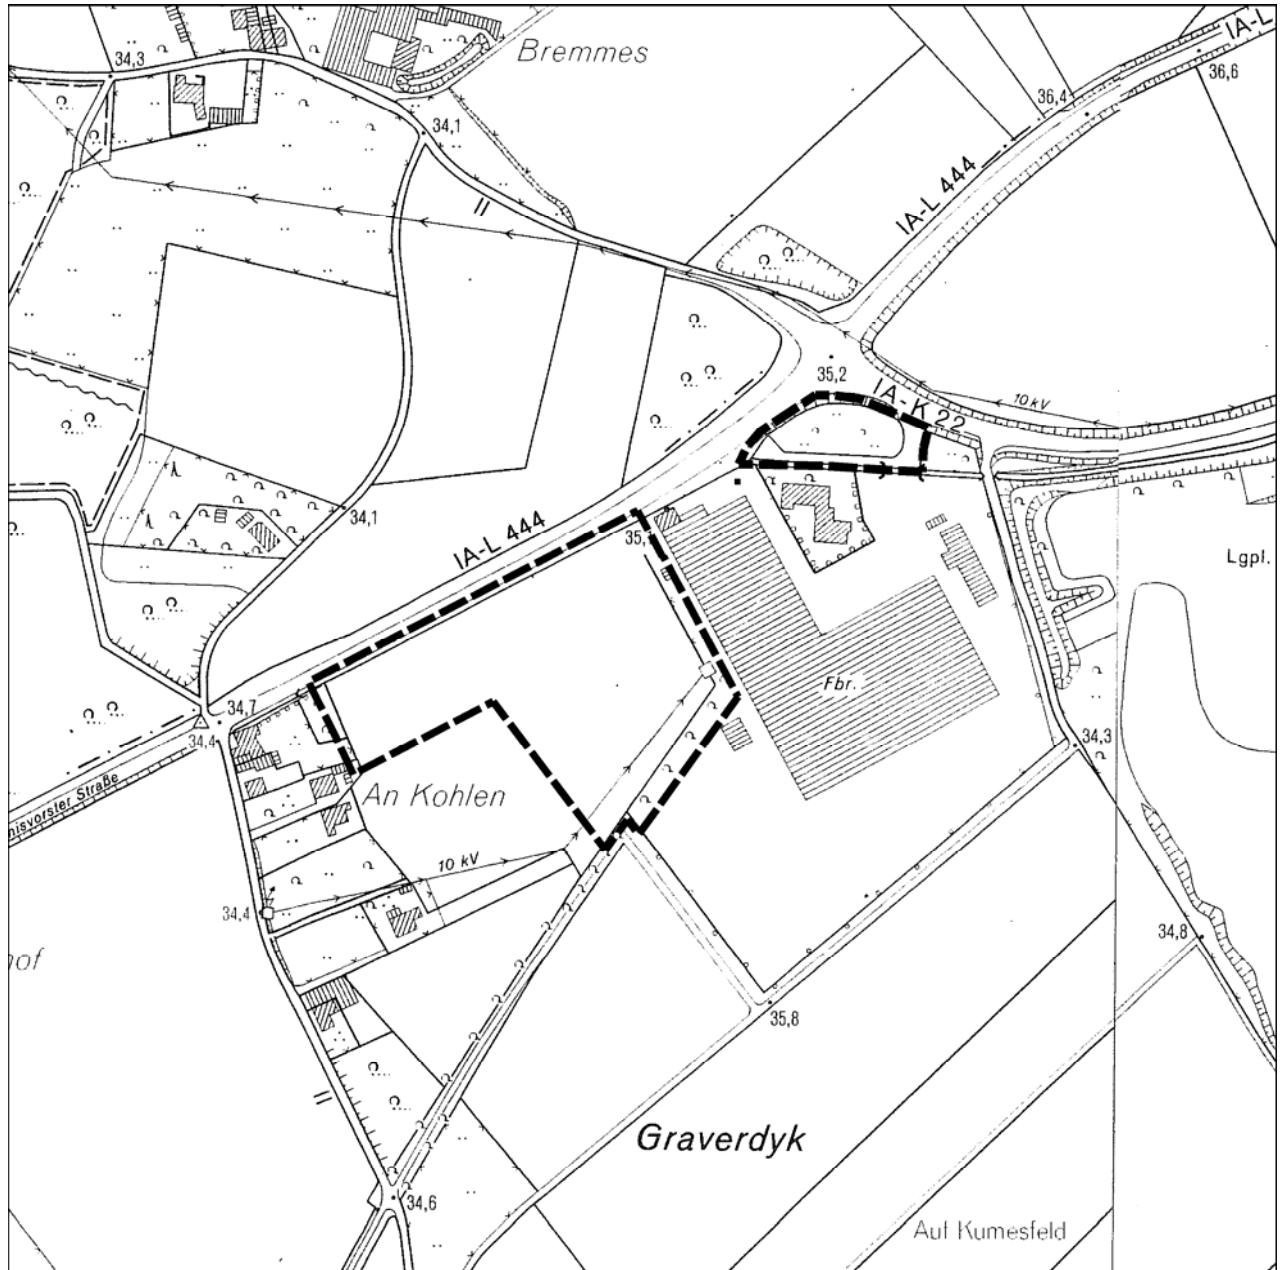 IA-L
34,3
Bremmes
36,6
36,4
34,1
IA-L 444
35,2
IA-K 22
10 kV
34,1
IA-L 444
Lgpl.
Fbr.
34,7
34,4
34,3
An Kohlen
10 kV
34,4
34,8
35,8
Graverdyk
34,6
Auf Kumesfeld